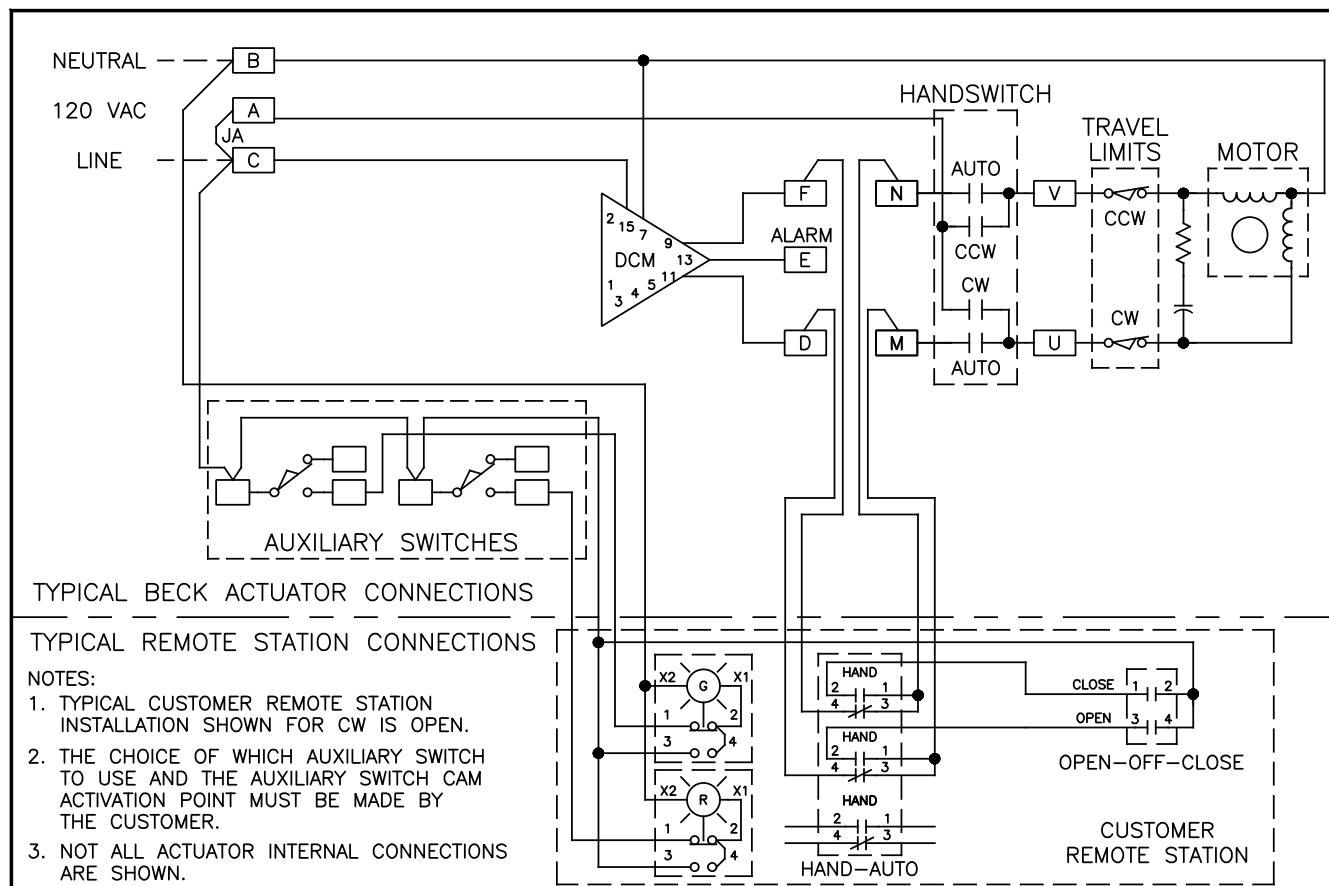 NEUTRAL
B
120 VAC
A
JA
LINE
C
HANDSWITCH
TRAVEL
LIMITS
MOTOR
AUTO
F
N
V
CCW
2
15
7
9
ALARM
DCM
13
E
CCW
11
5
4
3
1
CW
CW
D
M
U
AUTO
AUXILIARY SWITCHES
TYPICAL BECK ACTUATOR CONNECTIONS
TYPICAL REMOTE STATION CONNECTIONS
NOTES:
1. TYPICAL CUSTOMER REMOTE STATION
INSTALLATION SHOWN FOR CW IS OPEN.
2. THE CHOICE OF WHICH AUXILIARY SWITCH
TO USE AND THE AUXILIARY SWITCH CAM
ACTIVATION POINT MUST BE MADE BY
THE CUSTOMER.
3. NOT ALL ACTUATOR INTERNAL CONNECTIONS
ARE SHOWN.
X2 G X1
1 2
3 4
X2 R X1
1 2
3 4
HAND
2 1
4 3
HAND
2 1
4 3
HAND
2 1
4 3
HAND-AUTO
CLOSE 1 2
OPEN 3 4
OPEN-OFF-CLOSE
CUSTOMER
REMOTE STATION